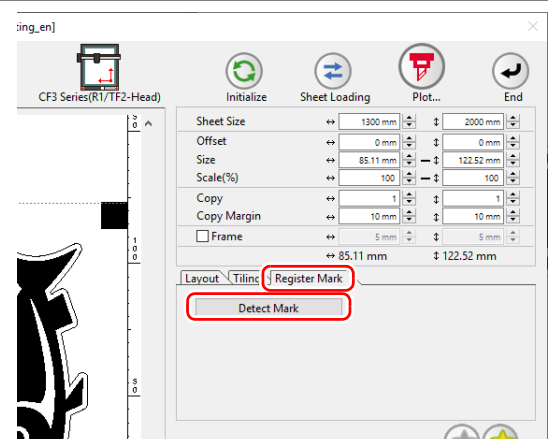 ting_en]
CF3 Series(R1/TF2-Head)
Initialize
Sheet Loading
Plot...
End
Sheet Size 1300 mm 2000 mm
Offset 0 mm 0 mm
Size 85.11 mm 122.52 mm
Scale(%) 100 100
Copy 1 1
Copy Margin 10 mm 10 mm
Frame 5 mm 5 mm
85.11 mm 122.52 mm
Layout Tiling Register Mark
Detect Mark
100